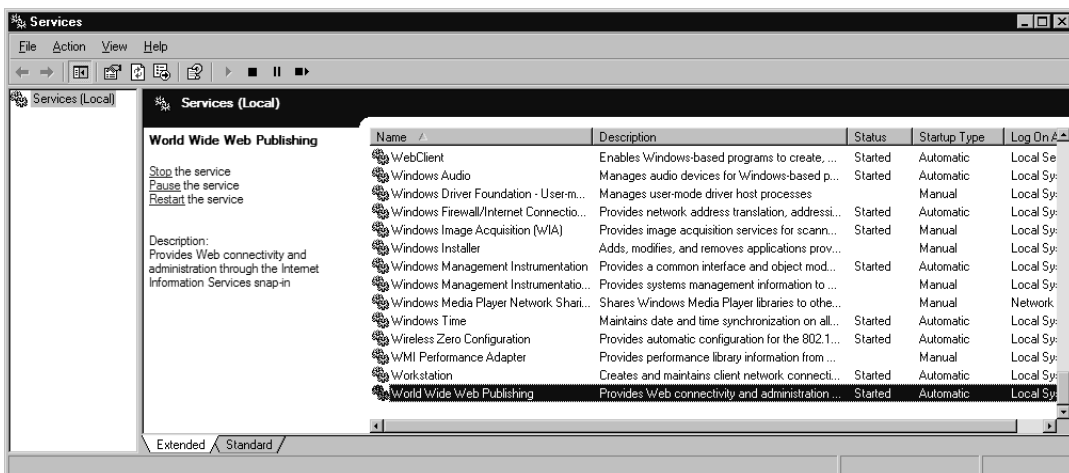 Services
File Action View Help
Services (Local)
Services (Local)
World Wide Web Publishing
Stop the service
Pause the service
Restart the service
Description:
Provides Web connectivity and
administration through the Internet
Information Services snap-in
Name Description Status Startup Type Log On A
WebClient Enables Windows-based programs to create, ... Started Automatic Local Se
Windows Audio Manages audio devices for Windows-based p... Started Automatic Local Sy
Windows Driver Foundation - User-m... Manages user-mode driver host processes Manual Local Sy
Windows Firewall/Internet Connectio... Provides network address translation, addressi... Started Automatic Local Sy
Windows Image Acquisition (WIA) Provides image acquisition services for scann... Started Manual Local Sy
Windows Installer Adds, modifies, and removes applications prov... Manual Local Sy
Windows Management Instrumentation Provides a common interface and object mod... Started Automatic Local Sy
Windows Management Instrumentatio... Provides systems management information to ... Manual Local Sy
Windows Media Player Network Shari... Shares Windows Media Player libraries to othe... Manual Network
Windows Time Maintains date and time synchronization on all... Started Automatic Local Sy
Wireless Zero Configuration Provides automatic configuration for the 802.1... Started Automatic Local Sy
WMI Performance Adapter Provides performance library information from ... Manual Local Sy
Workstation Creates and maintains client network connecti... Started Automatic Local Sy
World Wide Web Publishing Provides Web connectivity and administration ... Started Automatic Local Sy
Extended Standard